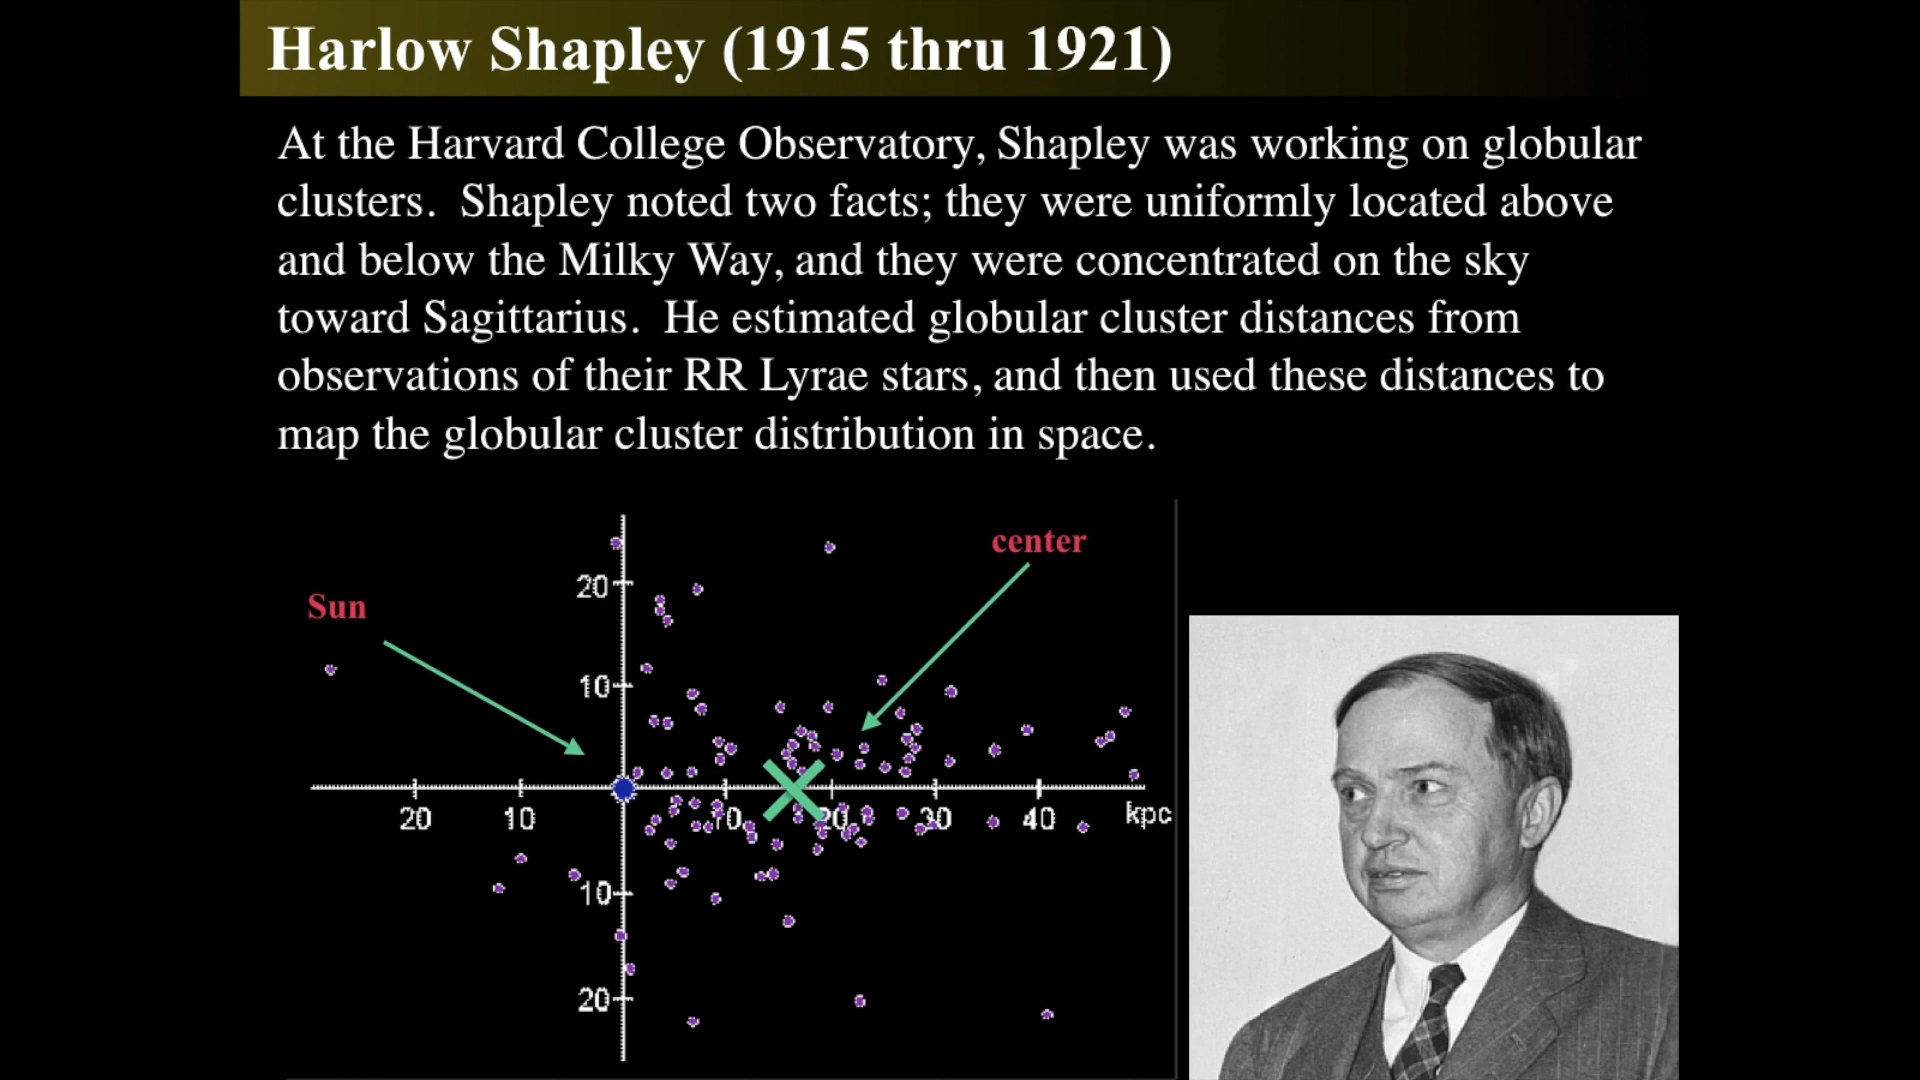 Harlow Shapley (1915 thru 1921)
At the Harvard College Observatory, Shapley was working on globular
clusters. Shapley noted two facts; they were uniformly located above
and below the Milky Way, and they were concentrated on the sky
toward Sagittarius. He estimated globular cluster distances from
observations of their RR Lyrae stars, and then used these distances to
map the globular cluster distribution in space.
center
20
Sun
10
20 10 10 20 30 40 kpc
10
20